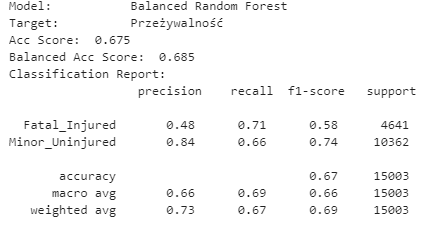 Model: Balanced Random Forest
Target: Przeżywalność
Acc Score: 0.675
Balanced Acc Score: 0.685
Classification Report:
precision recall f1-score support
Fatal_Injured 0.48 0.71 0.58 4641
Minor_Uninjured 0.84 0.66 0.74 10362
accuracy 0.67 15003
macro avg 0.66 0.69 0.66 15003
weighted avg 0.73 0.67 0.69 15003